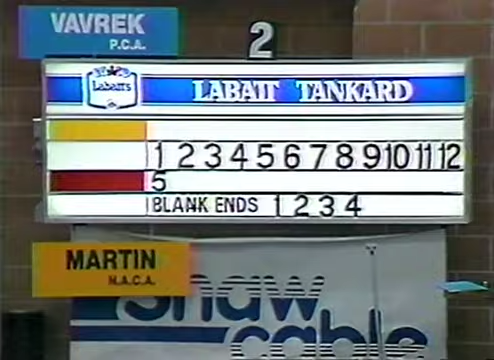 VAVREK
P.C.A.
2
Labatt's LABATT TANKARD
1 2 3 4 5 6 7 8 9 10 11 12
5
BLANK ENDS 1 2 3 4
MARTIN
N.A.C.A.
Shaw
cable